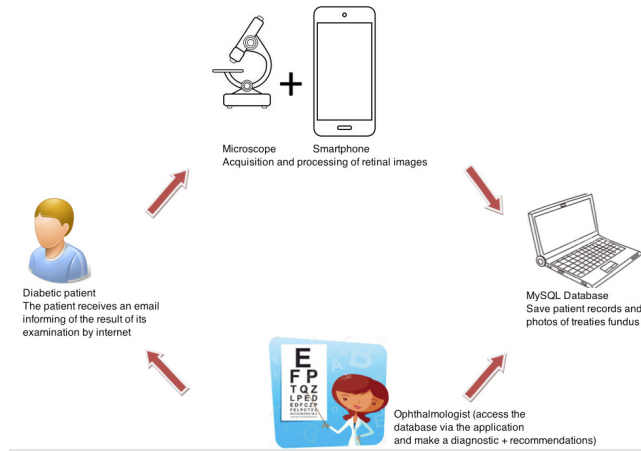 Microscope Smartphone
Acquisition and processing of retinal images
Diabetic patient
The patient receives an email
informing of the result of its
examination by internet
MySQL Database
Save patient records and
photos of treaties fundus
E
FP
TQZ
LPED
Ophthalmologist (access the
database via the application
and make a diagnostic + recommendations)